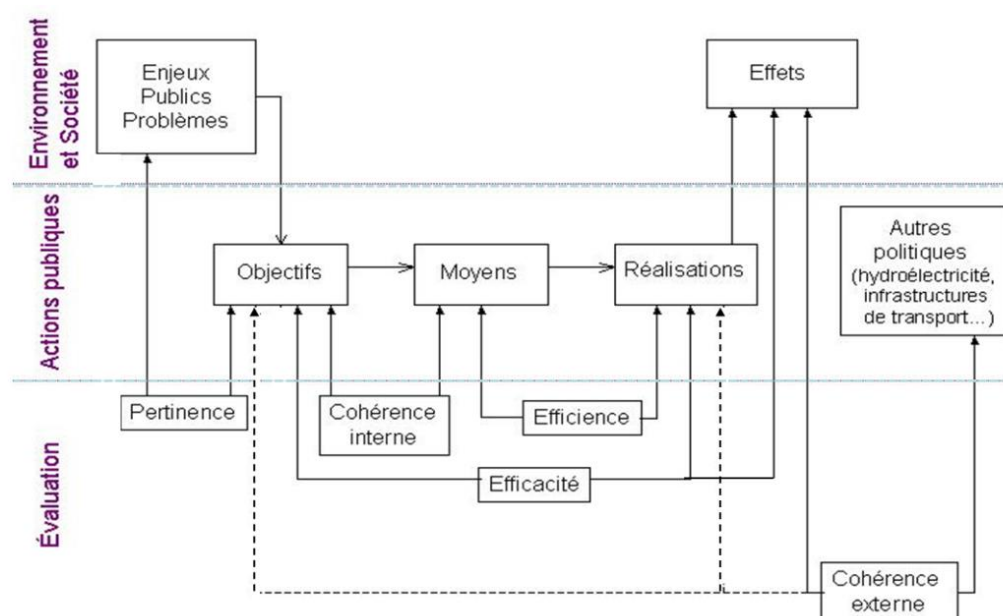 Environnement
et Société
Enjeux
Publics
Problèmes
Effets
Actions publiques
Objectifs
Moyens
Réalisations
Autres
politiques
(hydroélectricité,
infrastructures
de transport...)
Évaluation
Pertinence
Cohérence
interne
Efficience
Efficacité
Cohérence
externe